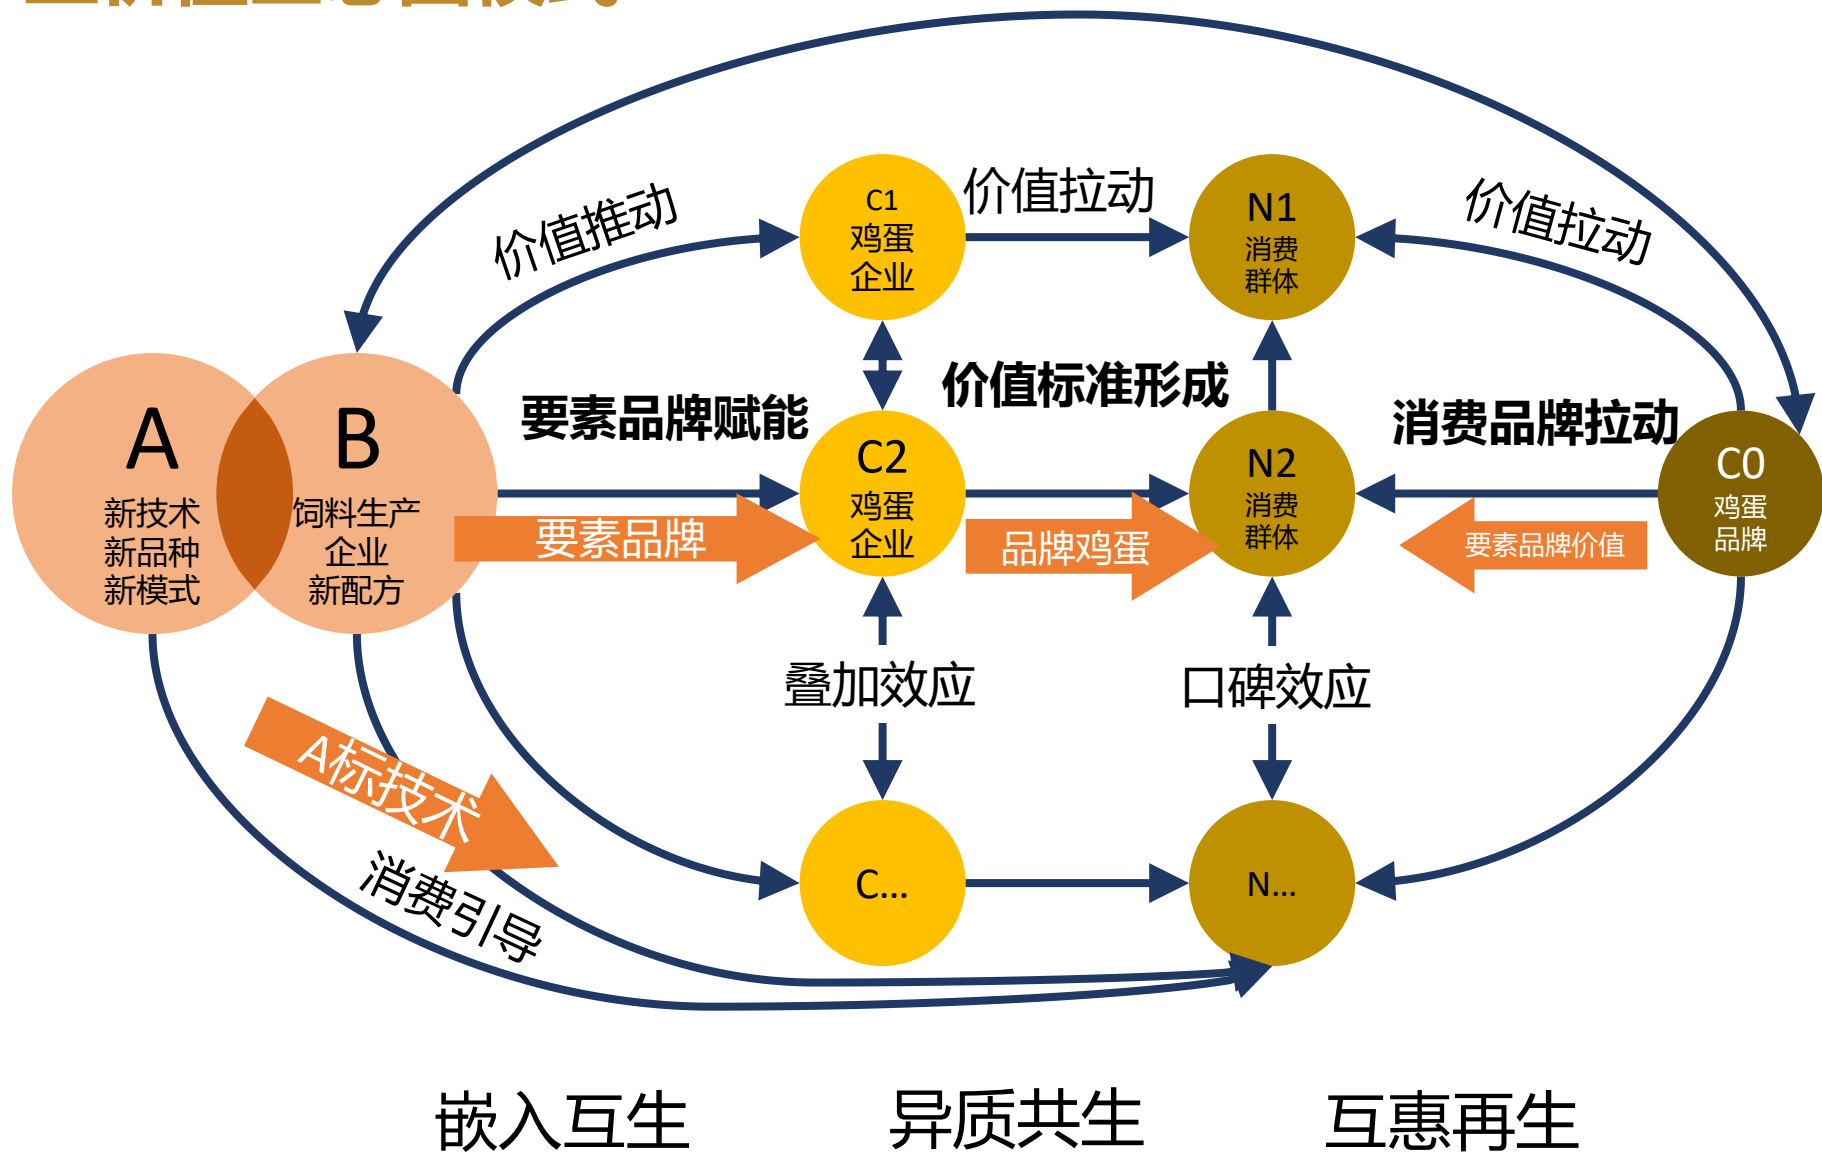 价值推动
价值拉动
价值拉动
C1
鸡蛋
企业
N1
消费
群体
要素品牌赋能
价值标准形成
消费品牌拉动
A
新技术
新品种
新模式
B
饲料生产
企业
新配方
C2
鸡蛋
企业
N2
消费
群体
C0
鸡蛋
品牌
要素品牌
品牌鸡蛋
要素品牌价值
叠加效应
口碑效应
A标技术
消费引导
C...
N...
嵌入互生
异质共生
互惠再生